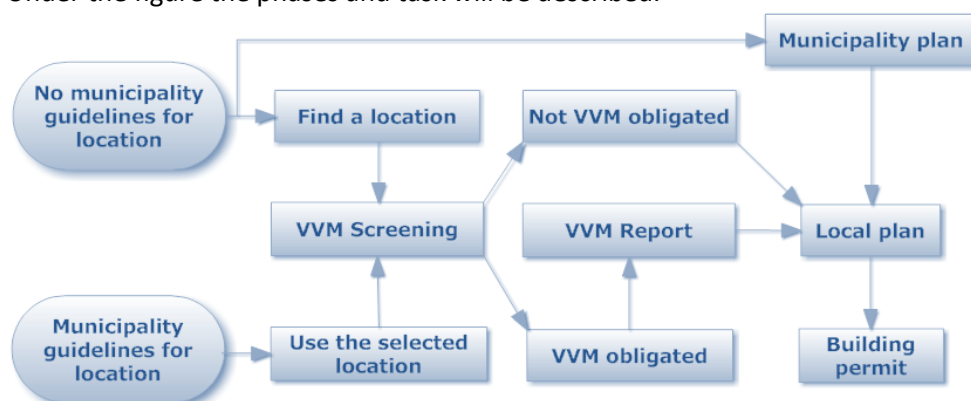 Under the figure the phases and task will be described.
Municipality plan
No municipality
guidelines for
location
Find a location
Not VVM obligated
VVM Screening
VVM Report
Local plan
Municipality
guidelines for
location
Use the selected
location
VVM obligated
Building
permit